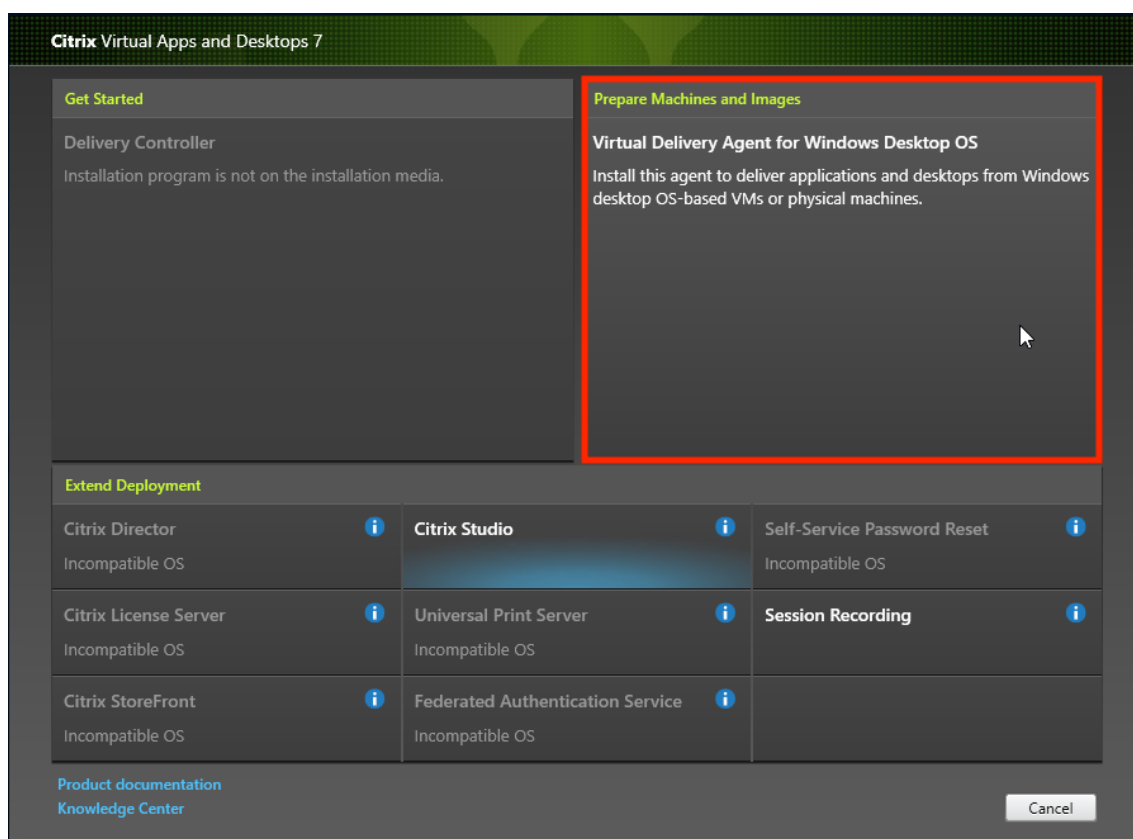 Citrix Virtual Apps and Desktops 7
Get Started
Delivery Controller
Installation program is not on the installation media.
Prepare Machines and Images
Virtual Delivery Agent for Windows Desktop OS
Install this agent to deliver applications and desktops from Windows
desktop OS-based VMs or physical machines.
Extend Deployment
Citrix Director
Incompatible OS
Citrix Studio
Self-Service Password Reset
Incompatible OS
Citrix License Server
Incompatible OS
Universal Print Server
Incompatible OS
Session Recording
Citrix StoreFront
Incompatible OS
Federated Authentication Service
Incompatible OS
Product documentation
Knowledge Center
Cancel